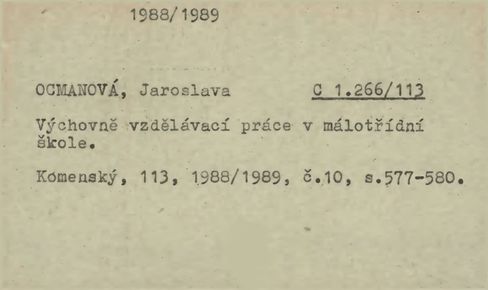 1988/1989
OCMANOVÁ, Jaroslava C 1.266/113
Výchovně vzdělávací práce v málotřídní
škole.
Komenský, 113, 1988/1989, č.10, s.577-580.